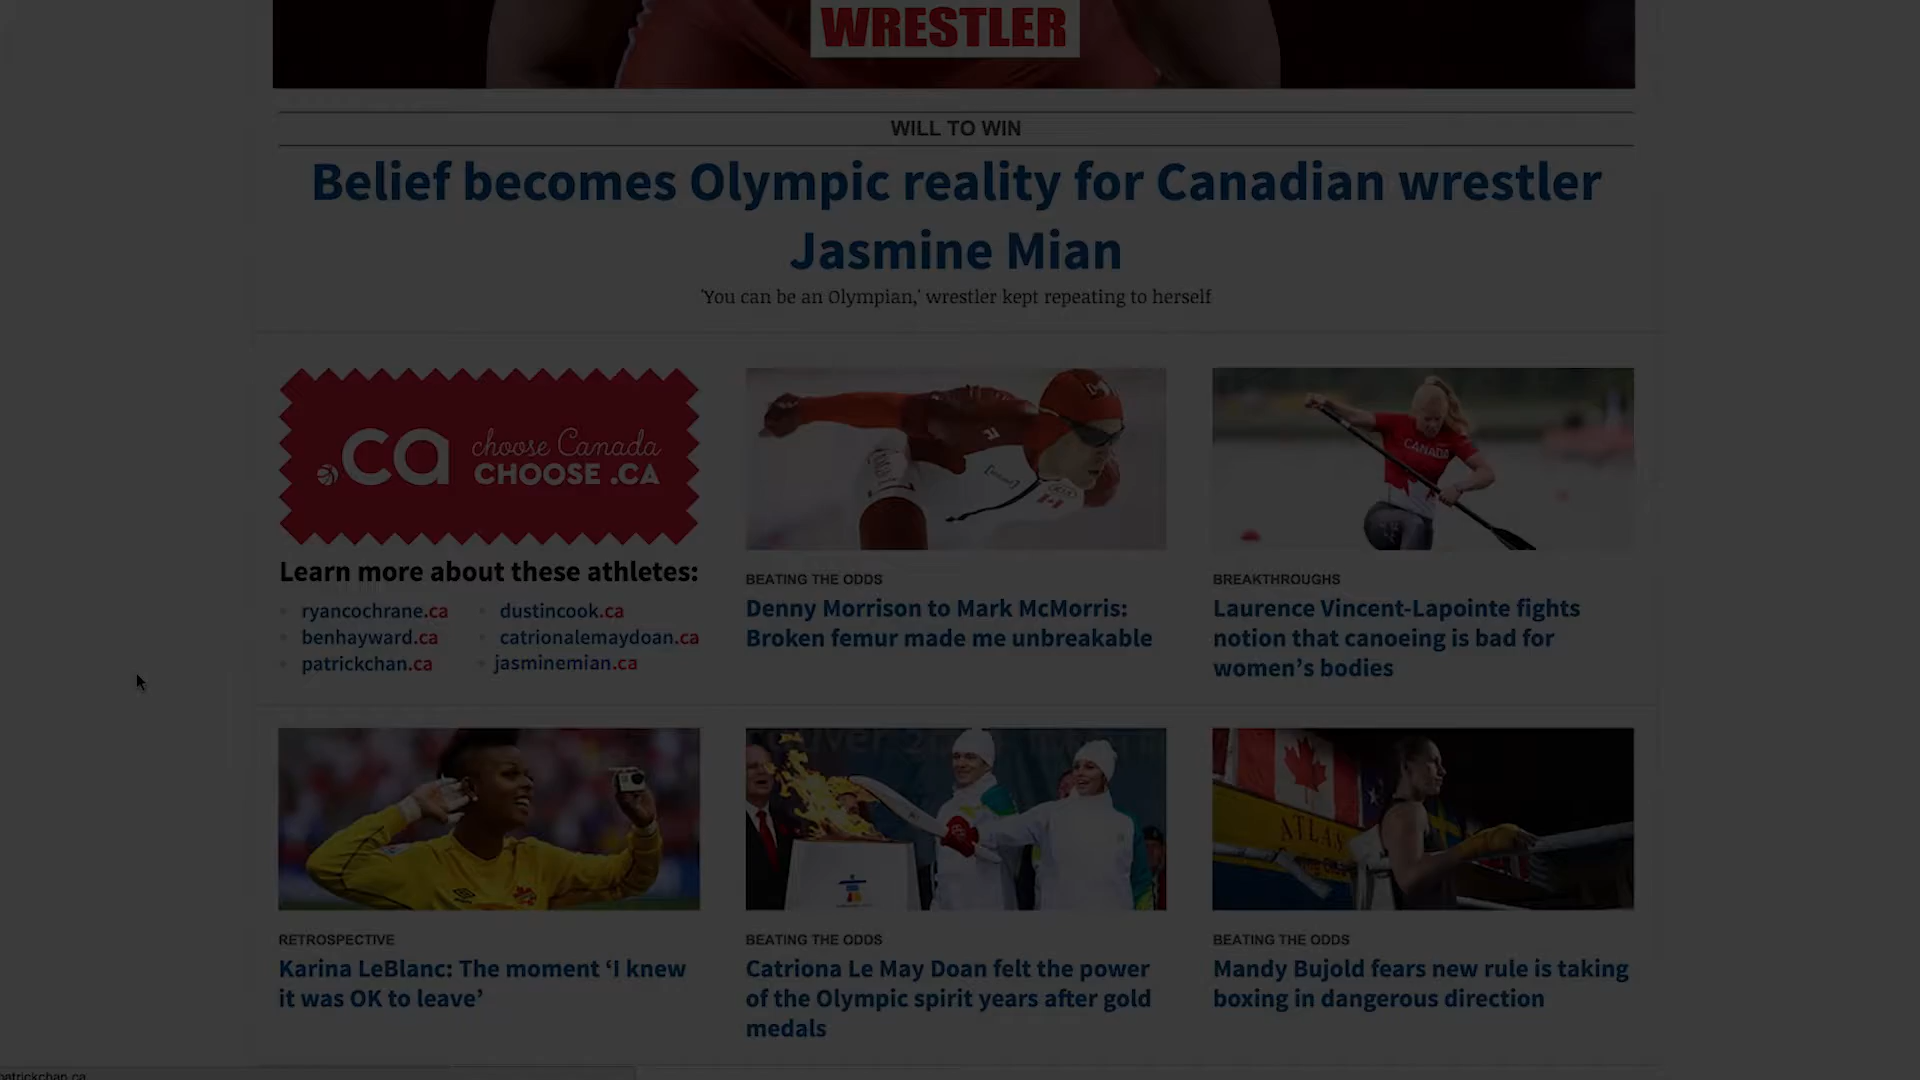 WRESTLER
WILL TO WIN
Belief becomes Olympic reality for Canadian wrestler
Jasmine Mian
'You can be an Olympian,' wrestler kept repeating to herself
.ca choose Canada
CHOOSE .CA
Learn more about these athletes:
ryancochrane.ca
benhayward.ca
patrickchan.ca
dustincook.ca
catrionalemaydoan.ca
jasminemian.ca
CANADA
BEATING THE ODDS
Denny Morrison to Mark McMorris:
Broken femur made me unbreakable
BREAKTHROUGHS
Laurence Vincent-Lapointe fights
notion that canoeing is bad for
women’s bodies
ATLAS
RETROSPECTIVE
Karina LeBlanc: The moment ‘I knew
it was OK to leave’
BEATING THE ODDS
Catriona Le May Doan felt the power
of the Olympic spirit years after gold
medals
BEATING THE ODDS
Mandy Bujold fears new rule is taking
boxing in dangerous direction
patrickchan.ca